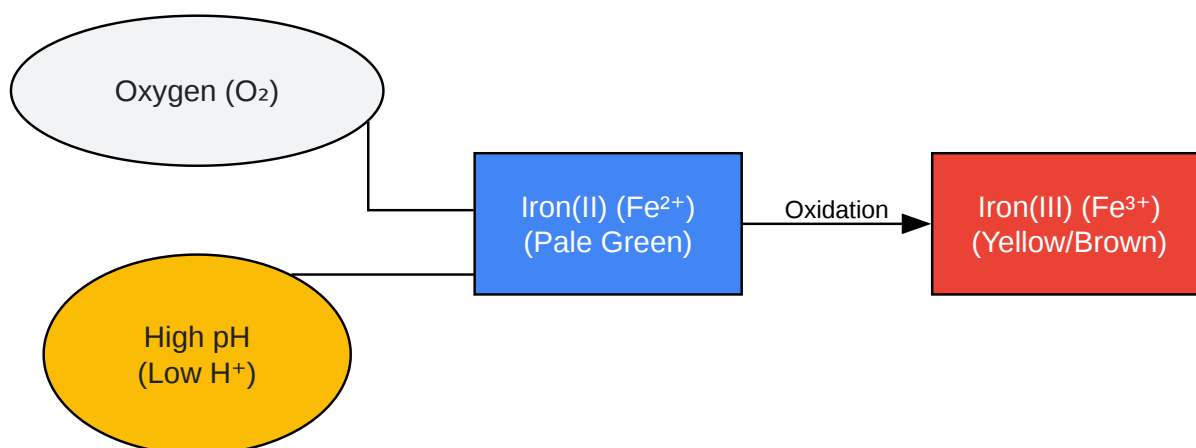 Oxygen (O₂)
High pH
(Low H⁺)
Iron(II) (Fe²⁺)
(Pale Green)
Oxidation
Iron(III) (Fe³⁺)
(Yellow/Brown)